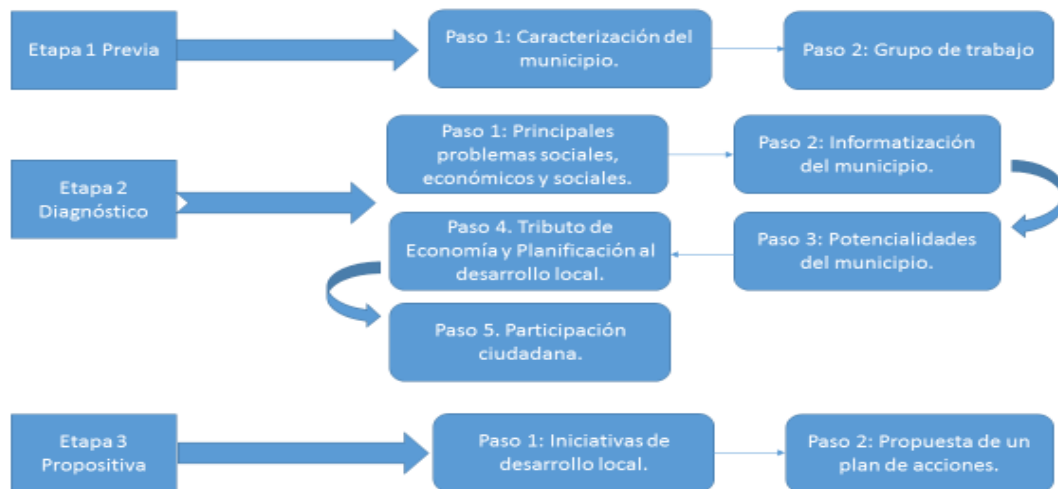 Etapa 1 Previa
Paso 1: Caracterización del
municipio.
Paso 2: Grupo de trabajo
Etapa 2
Diagnóstico
Paso 1: Principales
problemas sociales,
económicos y sociales.
Paso 2: Informatización
del municipio.
Paso 3: Potencialidades
del municipio.
Paso 4. Tributo de
Economía y Planificación al
desarrollo local.
Paso 5. Participación
ciudadana.
Etapa 3
Propositiva
Paso 1: Iniciativas de
desarrollo local.
Paso 2: Propuesta de un
plan de acciones.